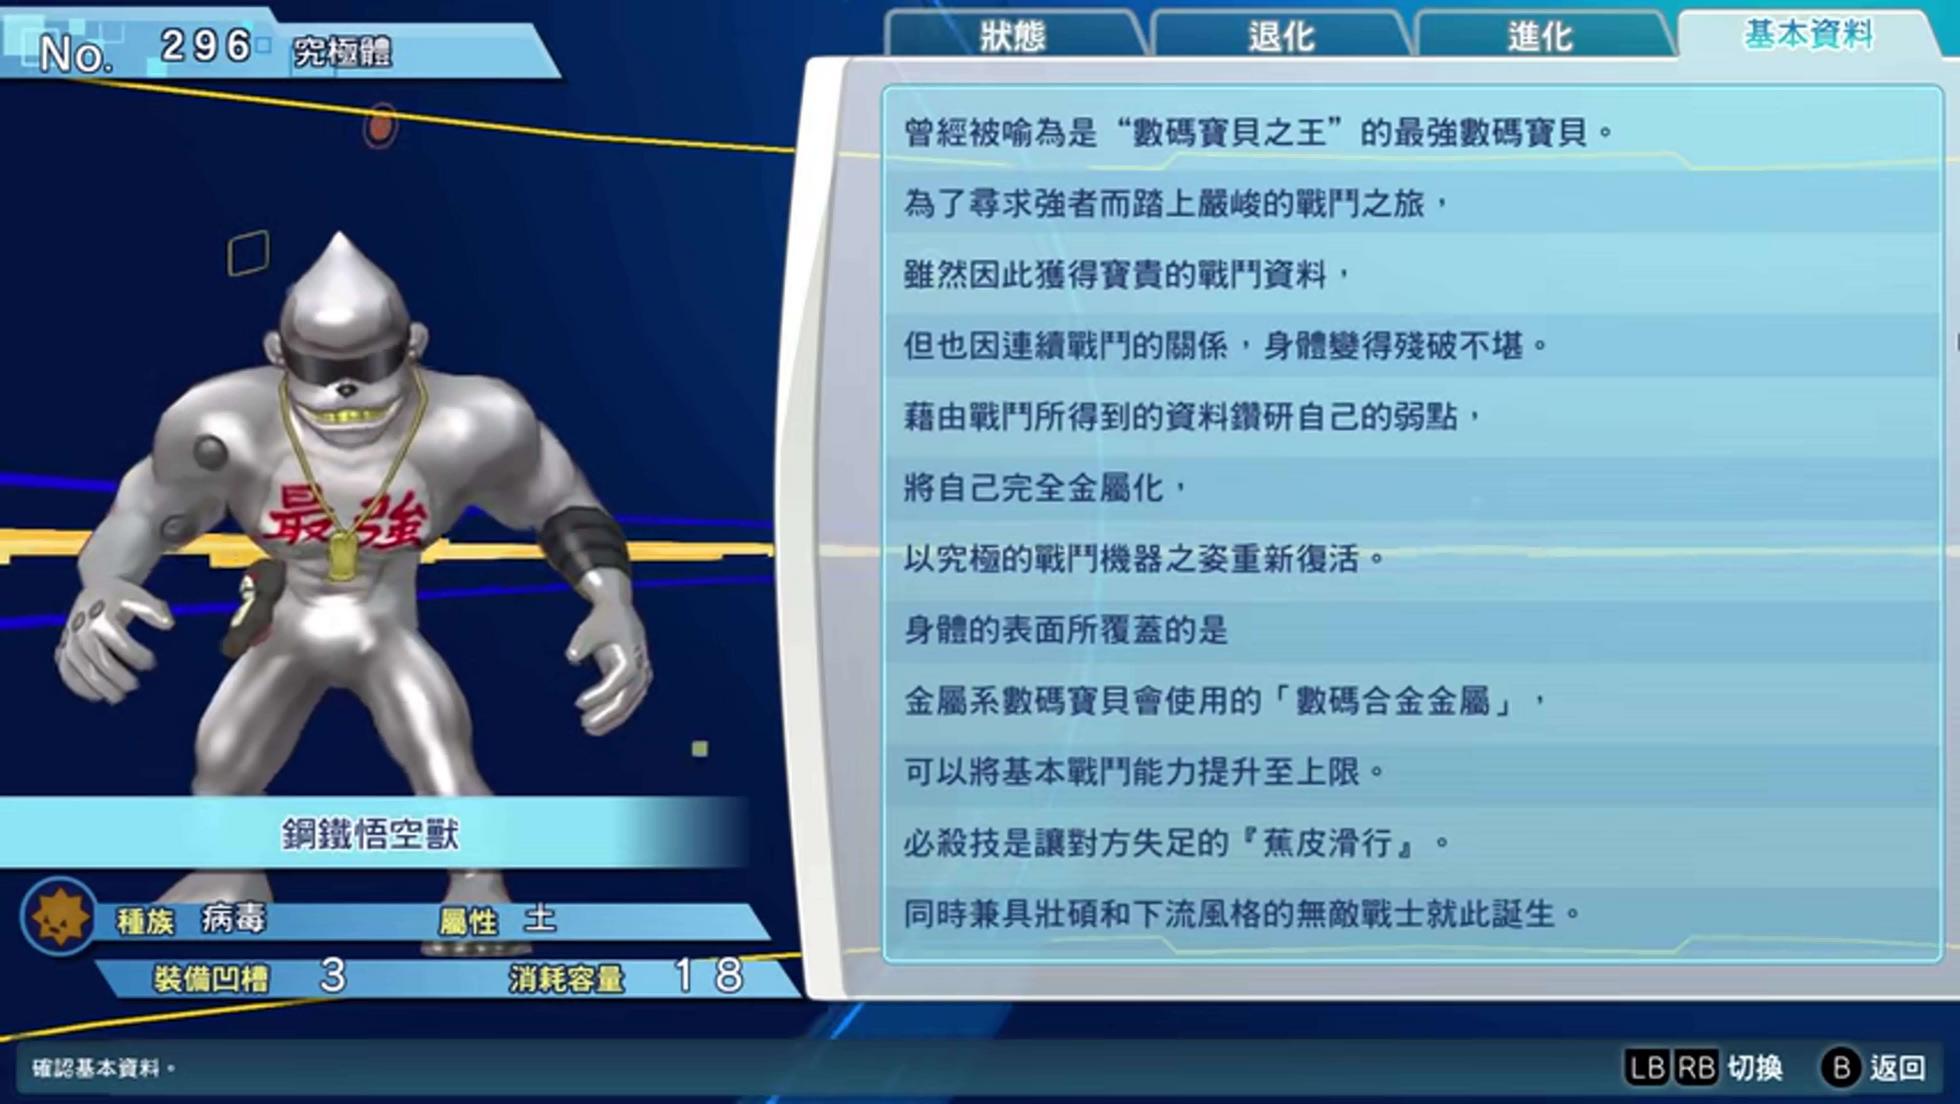 No. 296 究極體
狀態 退化 進化 基本資料
曾經被喻為是“數碼寶貝之王”的最強數碼寶貝。
為了尋求強者而踏上嚴峻的戰鬥之旅，
雖然因此獲得寶貴的戰鬥資料，
但也因連續戰鬥的關係，身體變得殘破不堪。
藉由戰鬥所得到的資料鑽研自己的弱點，
將自己完全金屬化，
以究極的戰鬥機器之姿重新復活。
身體的表面所覆蓋的是
金屬系數碼寶貝會使用的「數碼合金金屬」，
可以將基本戰鬥能力提升至上限。
必殺技是讓對方失足的『蕉皮滑行』。
同時兼具壯碩和下流風格的無敵戰士就此誕生。
最強
鋼鐵悟空獸
種族 病毒 屬性 土
裝備凹槽 3 消耗容量 18
確認基本資料。
LB RB 切換 B 返回